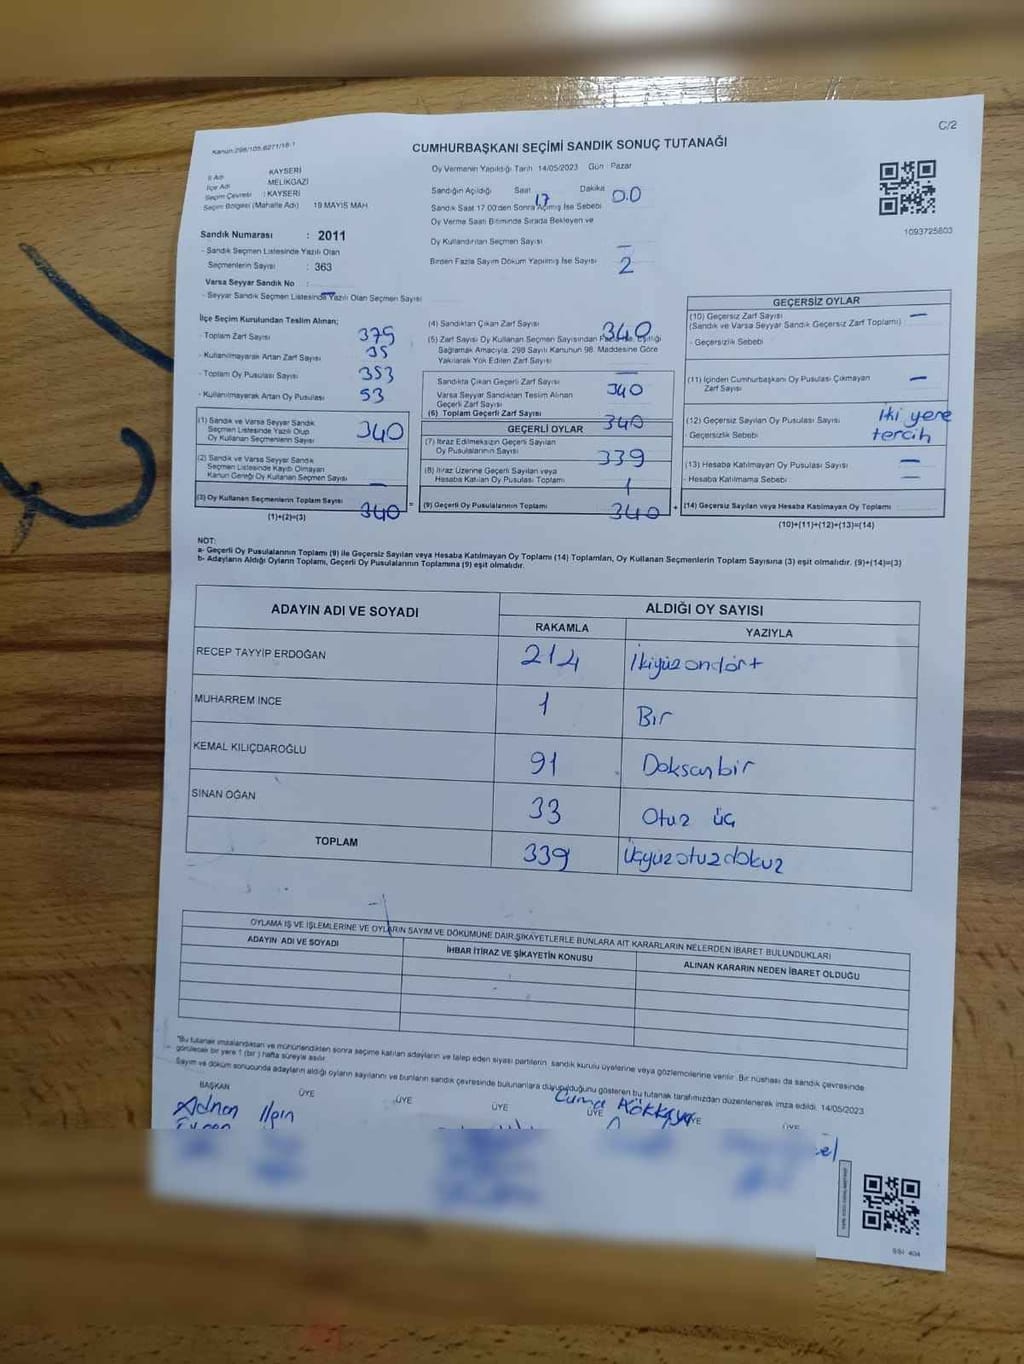 C/2
Kanun:298/105,6271/18-1
CUMHURBAŞKANI SEÇİMİ SANDIK SONUÇ TUTANAĞI
İl Adı KAYSERİ
İlçe Adı MELİKGAZİ
Seçim Çevresi : KAYSERİ
Seçim Bölgesi (Mahalle Adı) 19 MAYIS MAH
Oy Vermenin Yapıldığı Tarih 14/05/2023 Gün : Pazar
Sandığın Açıldığı Saat 17 Dakika 00
Sandık Saat 17.00'den Sonra Açılmış İse Sebebi
Oy Verme Saati Bitiminde Sırada Bekleyen ve
Oy Kullandırılan Seçmen Sayısı —
Birden Fazla Sayım Döküm Yapılmış İse Sayısı 2
1093725803
Sandık Numarası : 2011
- Sandık Seçmen Listesinde Yazılı Olan
Seçmenlerin Sayısı : 363
Varsa Seyyar Sandık No :
- Seyyar Sandık Seçmen Listesinde Yazılı Olan Seçmen Sayısı —
İlçe Seçim Kurulundan Teslim Alınan;
- Toplam Zarf Sayısı 375
- Kullanılmayarak Artan Zarf Sayısı 35
- Toplam Oy Pusulası Sayısı 353
- Kullanılmayarak Artan Oy Pusulası 53
(1) Sandık ve Varsa Seyyar Sandık
Seçmen Listesinde Yazılı Olup
Oy Kullanan Seçmenlerin Sayısı 340
(2) Sandık ve Varsa Seyyar Sandık
Seçmen Listesinde Kayıtlı Olmayan
Kanun Gereği Oy Kullanan Seçmen Sayısı —
(3) Oy Kullanan Seçmenlerin Toplam Sayısı 340
(1)+(2)=(3)
(4) Sandıktan Çıkan Zarf Sayısı 340
(5) Zarf Sayısı Oy Kullanan Seçmen Sayısından Fazla İse, Eşitliği
Sağlamak Amacıyla, 298 Sayılı Kanunun 98. Maddesine Göre
Yakılarak Yok Edilen Zarf Sayısı —
Sandıkta Çıkan Geçerli Zarf Sayısı 340
Varsa Seyyar Sandıktan Teslim Alınan
Geçerli Zarf Sayısı
(6) Toplam Geçerli Zarf Sayısı 340
GEÇERLİ OYLAR
(7) İtiraz Edilmeksizin Geçerli Sayılan
Oy Pusulalarının Sayısı 339
(8) İtiraz Üzerine Geçerli Sayılan veya
Hesaba Katılan Oy Pusulası Toplamı 1
= (9) Geçerli Oy Pusulalarının Toplamı 340 +
GEÇERSİZ OYLAR
(10) Geçersiz Zarf Sayısı —
(Sandık ve Varsa Seyyar Sandık Geçersiz Zarf Toplamı) :
- Geçersizlik Sebebi
(11) İçinden Cumhurbaşkanı Oy Pusulası Çıkmayan —
Zarf Sayısı
(12) Geçersiz Sayılan Oy Pusulası Sayısı iki yere
- Geçersizlik Sebebi tercih
(13) Hesaba Katılmayan Oy Pusulası Sayısı —
- Hesaba Katılmama Sebebi —
(14) Geçersiz Sayılan veya Hesaba Katılmayan Oy Toplamı
(10)+(11)+(12)+(13)=(14)
NOT:
a- Geçerli Oy Pusulalarının Toplamı (9) ile Geçersiz Sayılan veya Hesaba Katılmayan Oy Toplamı (14) Toplamları, Oy Kullanan Seçmenlerin Toplam Sayısına (3) eşit olmalıdır. (9)+(14)=(3)
b- Adayların Aldığı Oyların Toplamı, Geçerli Oy Pusulalarının Toplamına (9) eşit olmalıdır.
ADAYIN ADI VE SOYADI ALDIĞI OY SAYISI
RAKAMLA YAZIYLA
RECEP TAYYİP ERDOĞAN 214 İkiyüzondört
MUHARREM İNCE 1 Bir
KEMAL KILIÇDAROĞLU 91 Doksanbir
SİNAN OĞAN 33 Otuz üç
TOPLAM 339 üçyüzotuzdokuz
OYLAMA İŞ VE İŞLEMLERİNE VE OYLARIN SAYIM VE DÖKÜMÜNE DAİR ŞİKAYETLERLE BUNLARA AİT KARARLARIN NELERDEN İBARET BULUNDUKLARI
ADAYIN ADI VE SOYADI İHBAR İTİRAZ VE ŞİKAYETİN KONUSU ALINAN KARARIN NEDEN İBARET OLDUĞU
"Bu tutanak imzalandıktan ve mühürlendikten sonra seçime katılan adayların ve talep eden siyasi partilerin sandık kurulu üyelerine veya gözlemcilerine verilir. Bir nüshası da sandık çevresinde
görülecek bir yere 1 (bir) hafta süreyle asılır.
Sayım ve döküm sonucunda adayların aldığı oyların sayılarını ve bunların sandık çevresinde bulunanlara duyurulduğunu gösteren bu tutanak tarafımızdan düzenlenerek imza edildi. 14/05/2023
BAŞKAN ÜYE ÜYE ÜYE ÜYE ÜYE ÜYE
Adnan Ilgın Cuma Kökkaya
SSİ 404